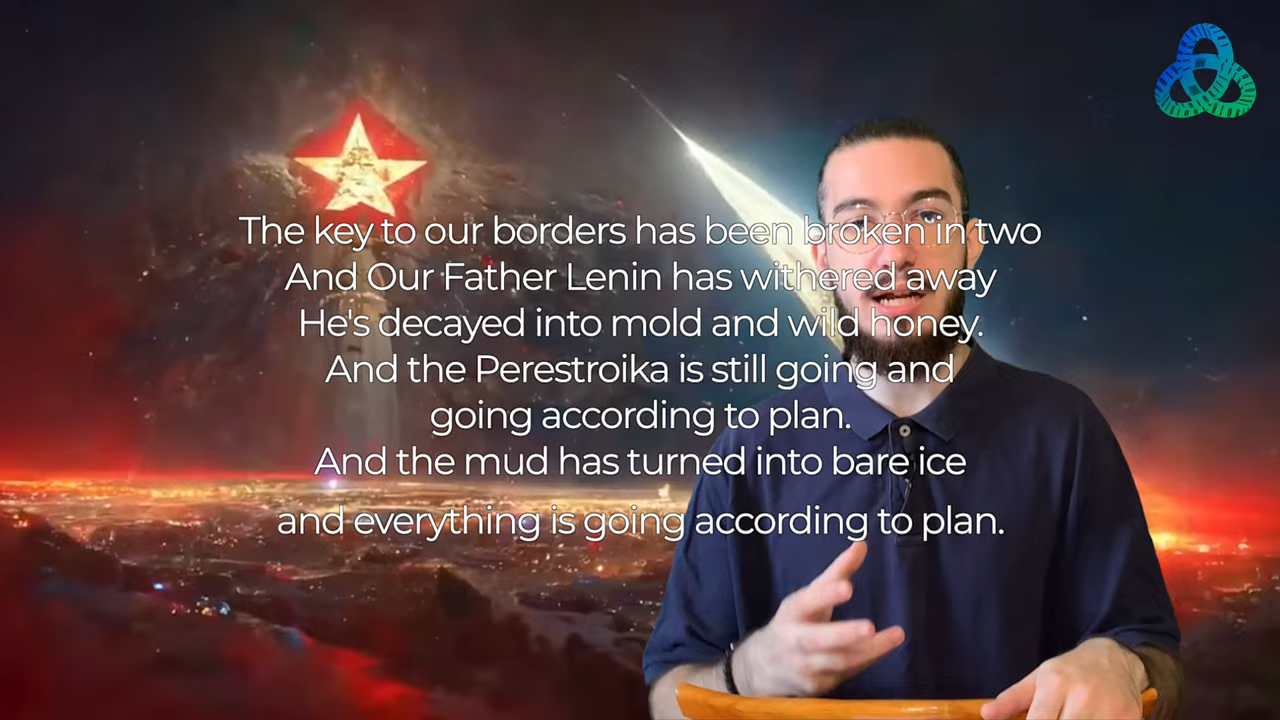 The key to our borders has been broken in two
And Our Father Lenin has withered away
He's decayed into mold and wild honey.
And the Perestroika is still going and
going according to plan.
And the mud has turned into bare ice
and everything is going according to plan.